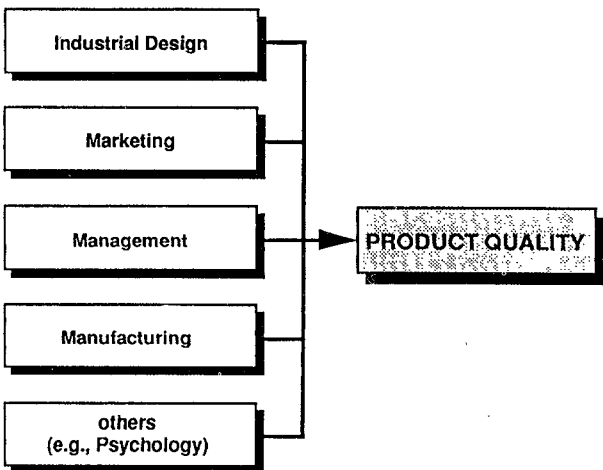 Industrial Design
Marketing
Management
Manufacturing
others
(e.g., Psychology)
PRODUCT QUALITY